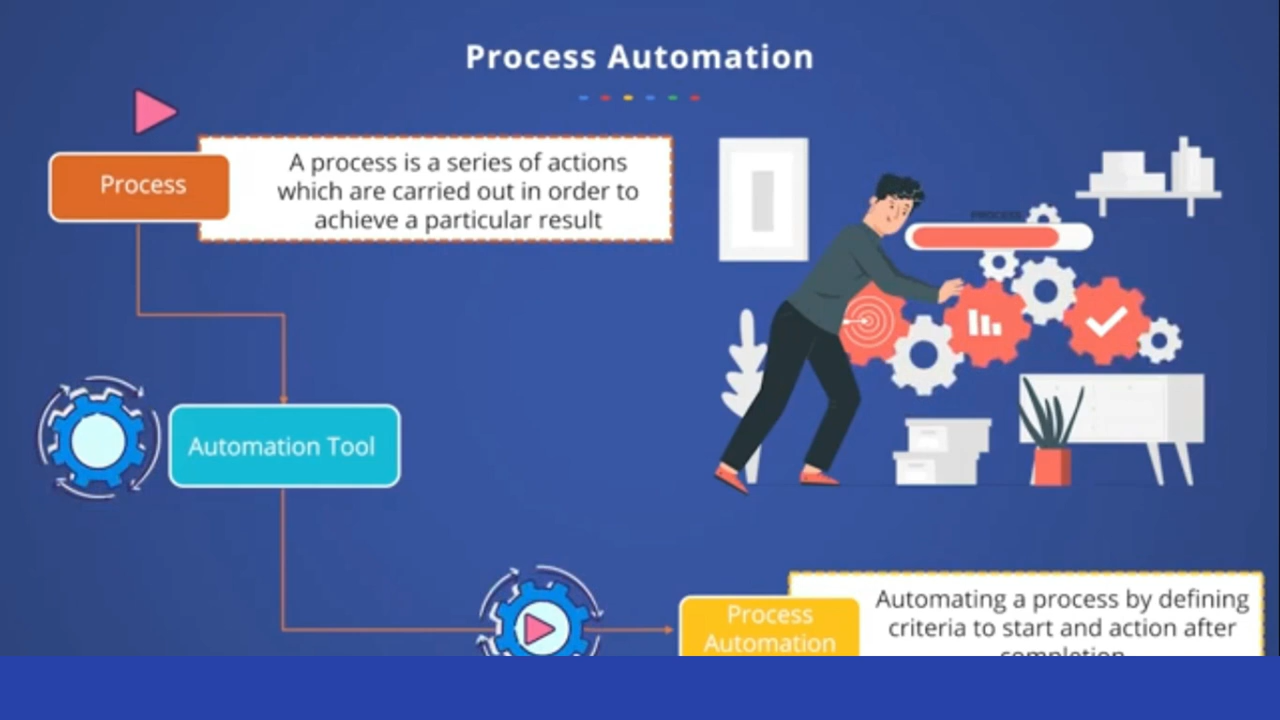 Process Automation
Process
A process is a series of actions
which are carried out in order to
achieve a particular result
PROCESS
Automation Tool
Process
Automation
Automating a process by defining
criteria to start and action after
completion